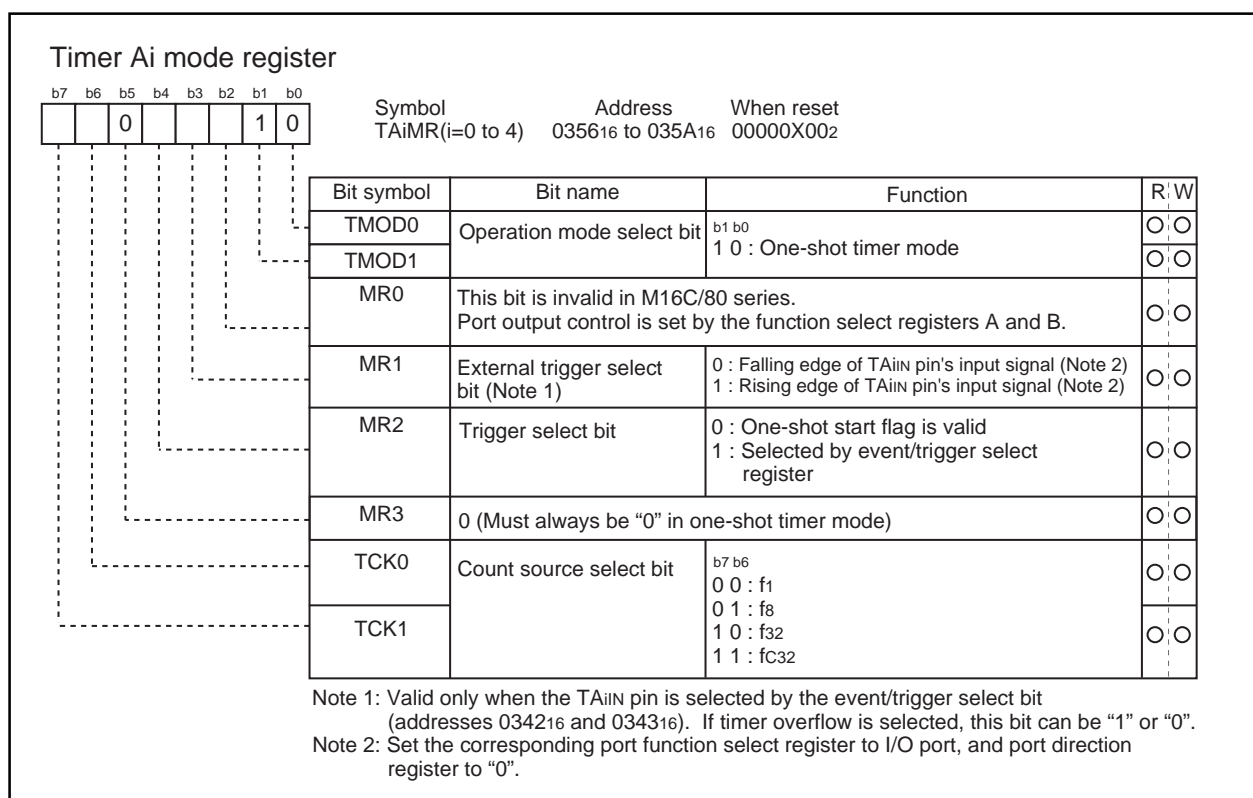 Timer Ai mode register
b7 b6 b5 b4 b3 b2 b1 b0
0 1 0
Symbol Address When reset
TAiMR(i=0 to 4) 035616 to 035A16 00000X002
Bit symbol Bit name Function R W
TMOD0 Operation mode select bit b1 b0
1 0 : One-shot timer mode
TMOD1
MR0 This bit is invalid in M16C/80 series.
Port output control is set by the function select registers A and B.
MR1 External trigger select bit (Note 1) 0 : Falling edge of TAiIN pin's input signal (Note 2)
1 : Rising edge of TAiIN pin's input signal (Note 2)
MR2 Trigger select bit 0 : One-shot start flag is valid
1 : Selected by event/trigger select
register
MR3 0 (Must always be “0” in one-shot timer mode)
TCK0 Count source select bit b7 b6
0 0 : f1
0 1 : f8
TCK1 1 0 : f32
1 1 : fC32
Note 1: Valid only when the TAiIN pin is selected by the event/trigger select bit
(addresses 034216 and 034316). If timer overflow is selected, this bit can be “1” or “0”.
Note 2: Set the corresponding port function select register to I/O port, and port direction
register to “0”.